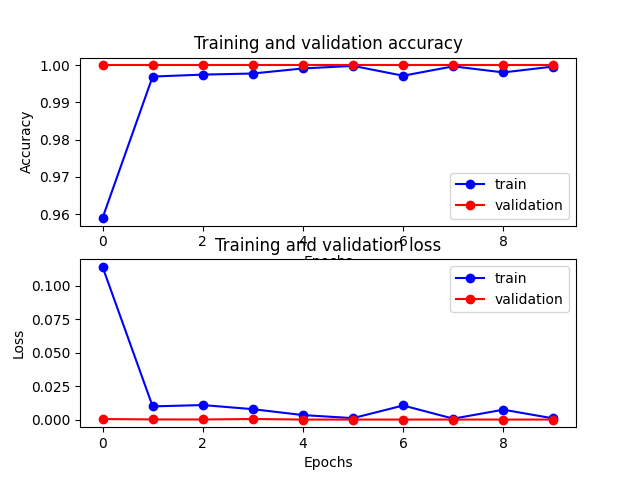 Training and validation accuracy
1.00
0.99
0.98
0.97
0.96
Accuracy
train
validation
0 2 4 6 8
Epochs
Training and validation loss
0.100
0.075
0.050
0.025
0.000
Loss
train
validation
0 2 4 6 8
Epochs